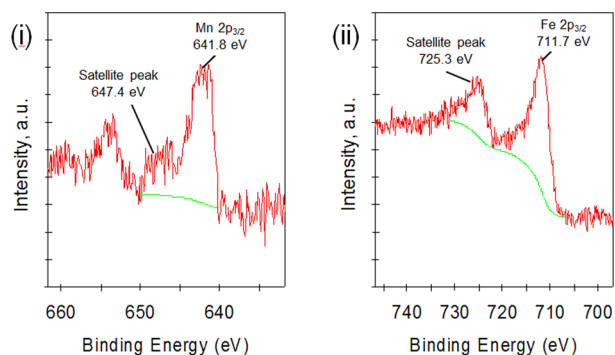 (i)
Mn 2p3/2
641.8 eV
Satellite peak
647.4 eV
Intensity, a.u.
660 650 640
Binding Energy (eV)
(ii)
Fe 2p3/2
711.7 eV
Satellite peak
725.3 eV
Intensity, a.u.
740 730 720 710 700
Binding Energy (eV)